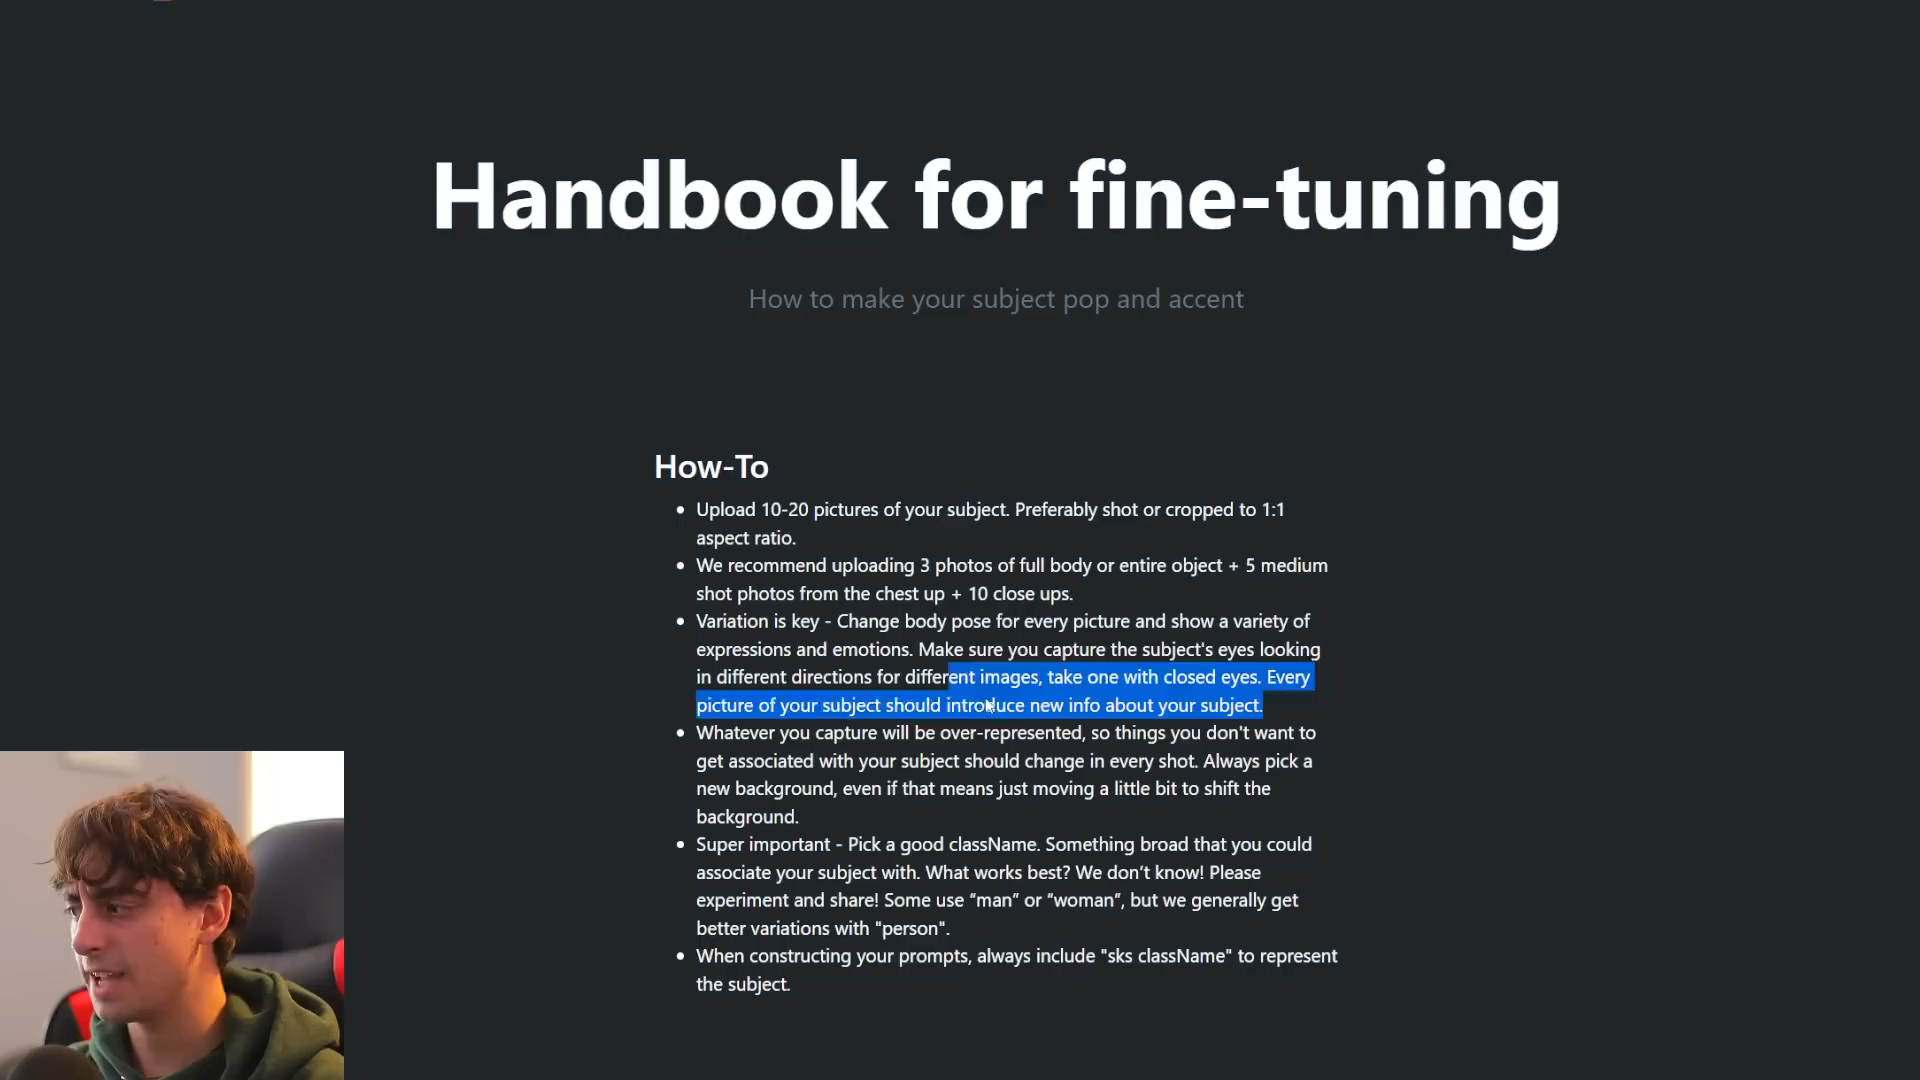 Handbook for fine-tuning
How to make your subject pop and accent
How-To
• Upload 10-20 pictures of your subject. Preferably shot or cropped to 1:1
aspect ratio.
• We recommend uploading 3 photos of full body or entire object + 5 medium
shot photos from the chest up + 10 close ups.
• Variation is key - Change body pose for every picture and show a variety of
expressions and emotions. Make sure you capture the subject's eyes looking
in different directions for different images, take one with closed eyes. Every
picture of your subject should introduce new info about your subject.
• Whatever you capture will be over-represented, so things you don't want to
get associated with your subject should change in every shot. Always pick a
new background, even if that means just moving a little bit to shift the
background.
• Super important - Pick a good className. Something broad that you could
associate your subject with. What works best? We don’t know! Please
experiment and share! Some use “man” or “woman”, but we generally get
better variations with "person".
• When constructing your prompts, always include "sks className" to represent
the subject.